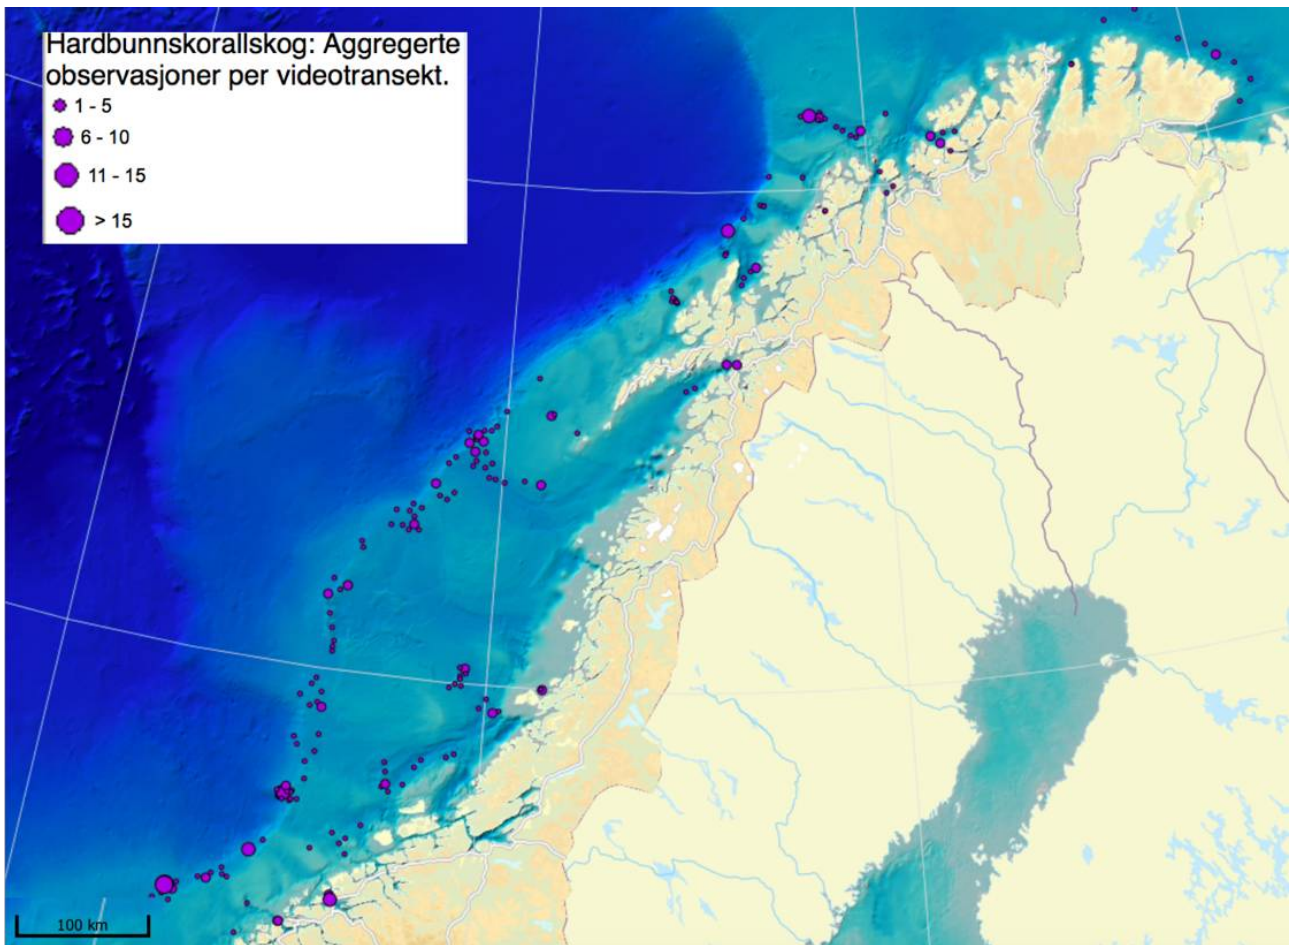 Hardbunnskorallskog: Aggregerte
observasjoner per videotransekt.
1 - 5
6 - 10
11 - 15
> 15
100 km